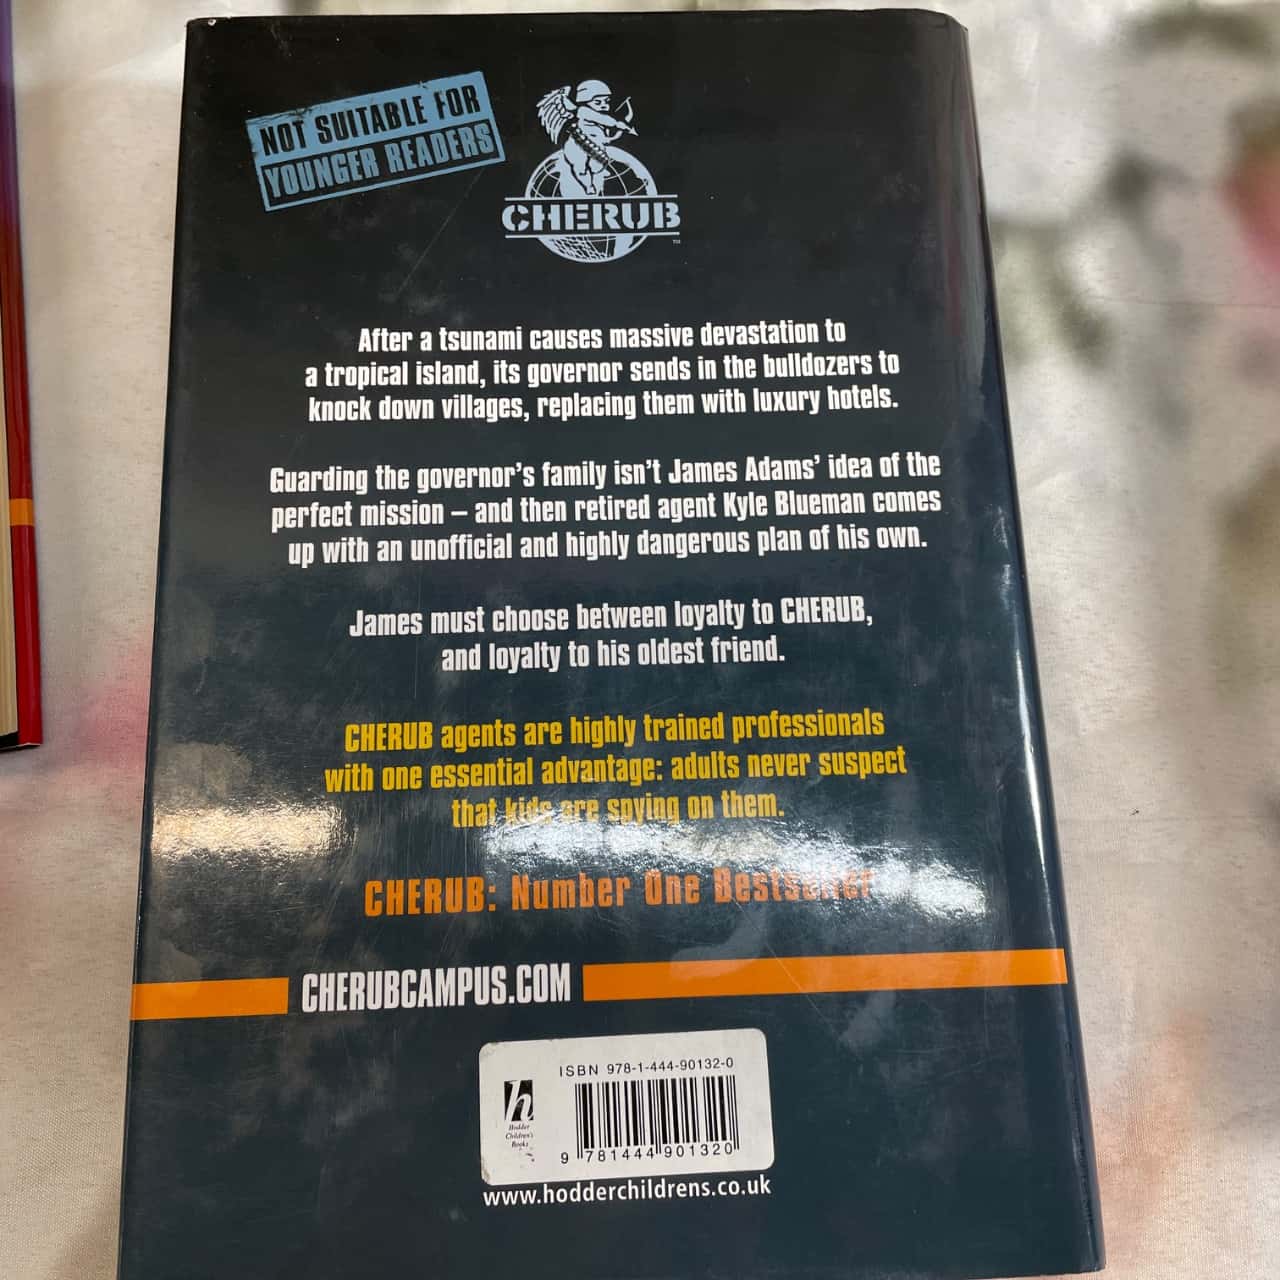 NOT SUITABLE FOR
YOUNGER READERS
CHERUB
TM
After a tsunami causes massive devastation to
a tropical island, its governor sends in the bulldozers to
knock down villages, replacing them with luxury hotels.
Guarding the governor's family isn't James Adams' idea of the
perfect mission – and then retired agent Kyle Blueman comes
up with an unofficial and highly dangerous plan of his own.
James must choose between loyalty to CHERUB,
and loyalty to his oldest friend.
CHERUB agents are highly trained professionals
with one essential advantage: adults never suspect
that kids are spying on them.
CHERUB: Number One Bestseller
CHERUBCAMPUS.COM
ISBN 978-1-444-90132-0
h
Hodder
Children's
Books
9 781444 901320
www.hodderchildrens.co.uk